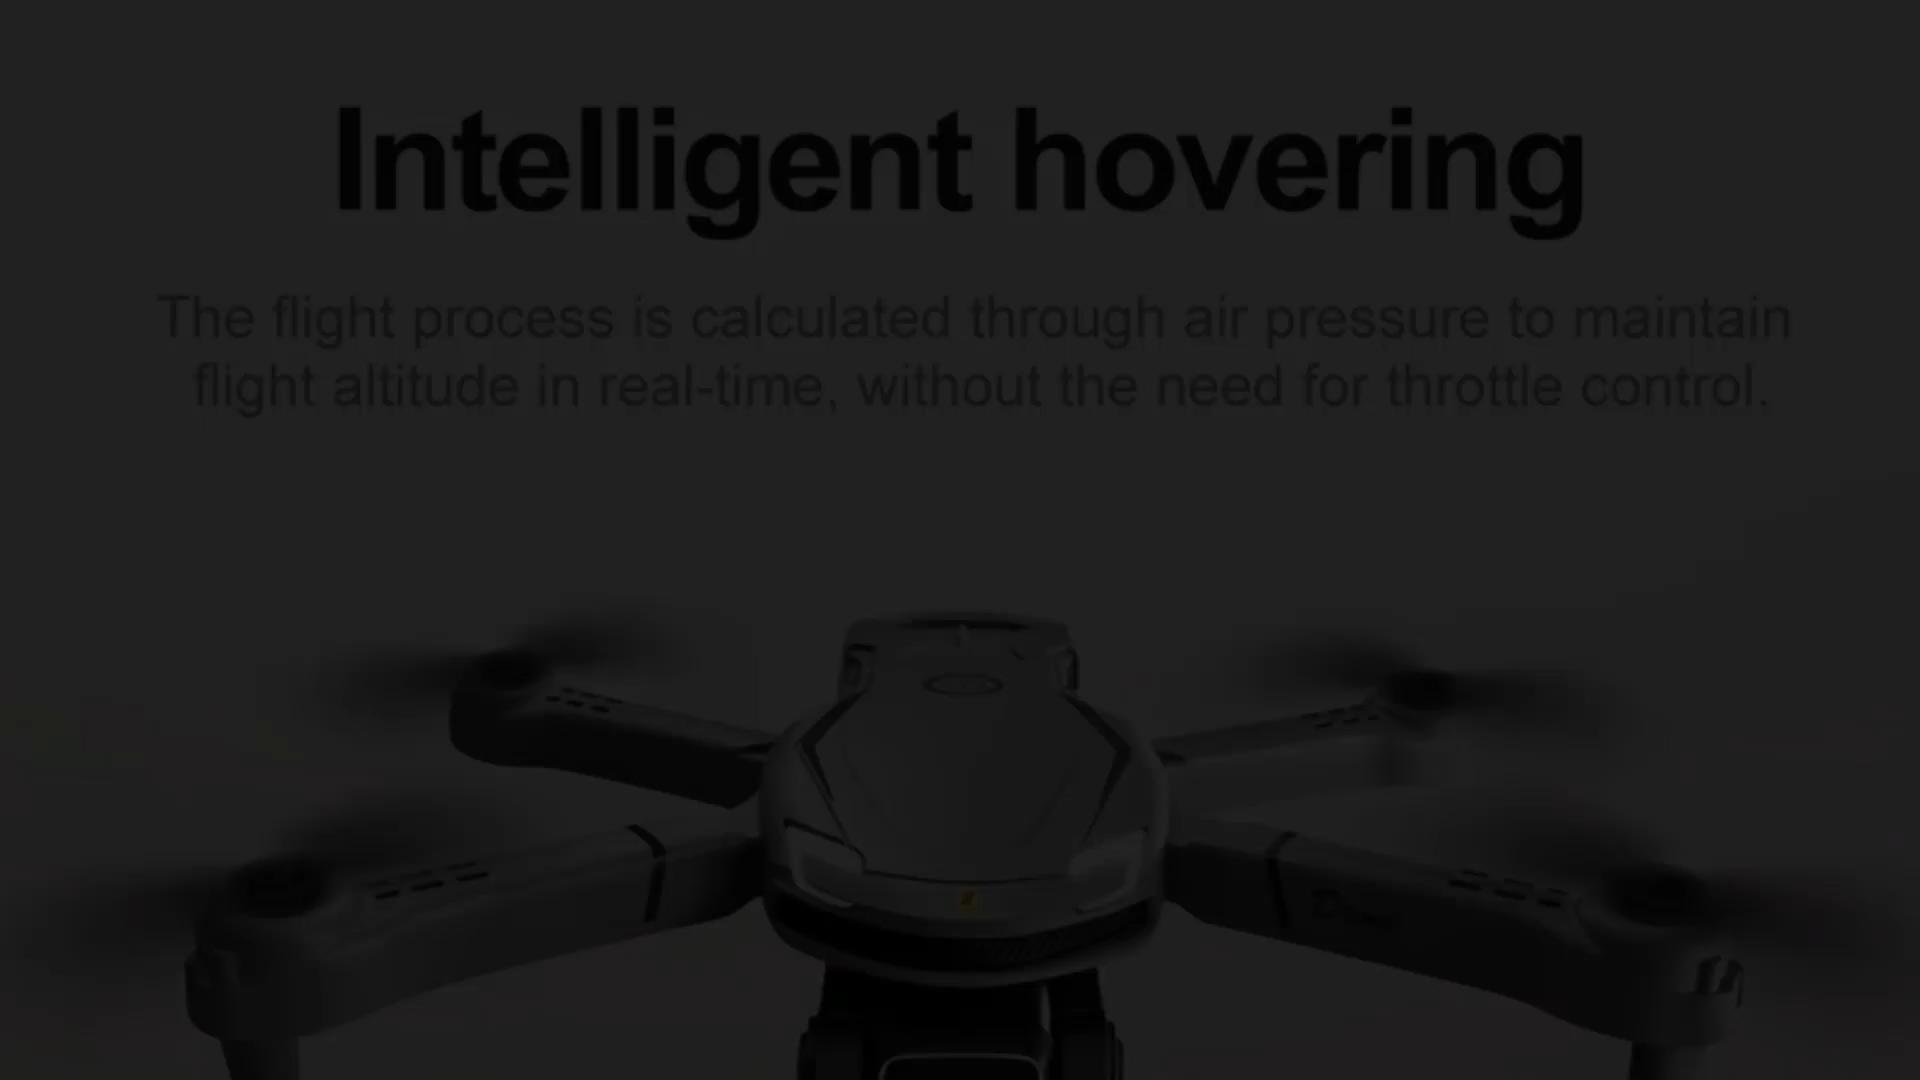 Intelligent hovering
The flight process is calculated through air pressure to maintain
flight altitude in real-time, without the need for throttle control.